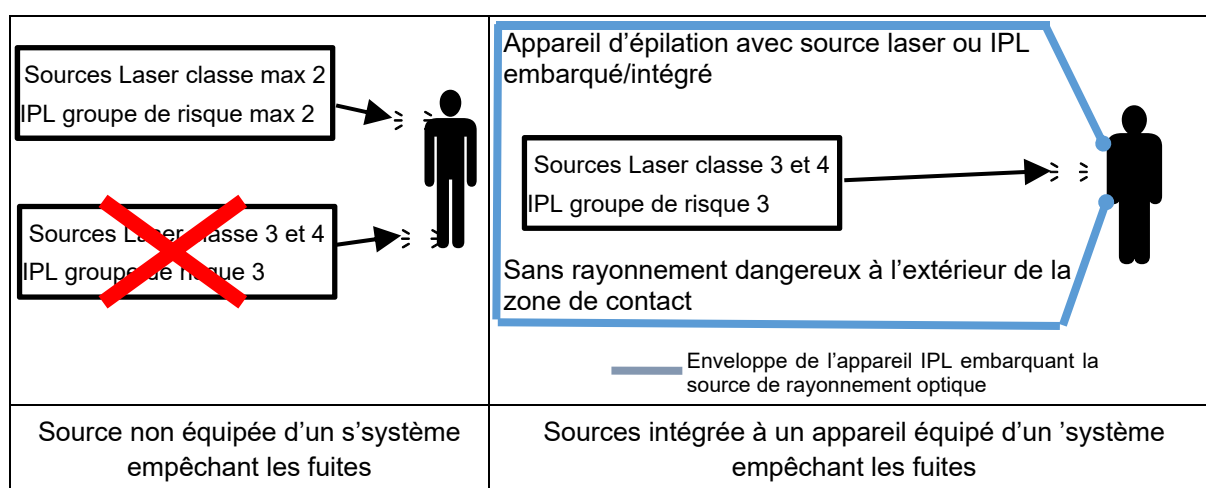 Sources Laser classe max 2
IPL groupe de risque max 2
Sources Laser classe 3 et 4
IPL groupe de risque 3
Appareil d’épilation avec source laser ou IPL
embarqué/intégré
Sources Laser classe 3 et 4
IPL groupe de risque 3
Sans rayonnement dangereux à l’extérieur de la
zone de contact
Enveloppe de l’appareil IPL embarquant la
source de rayonnement optique
Source non équipée d’un s’système
empêchant les fuites
Sources intégrée à un appareil équipé d’un ’système
empêchant les fuites